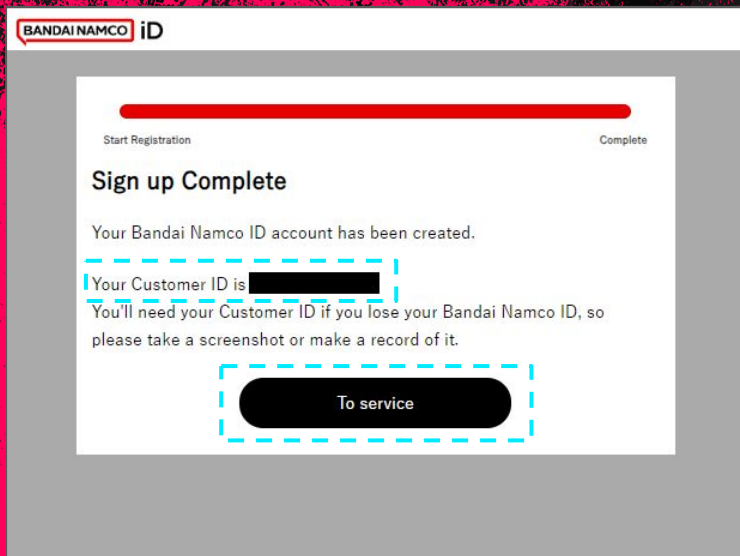 BANDAI NAMCO iD
Start Registration Complete
Sign up Complete
Your Bandai Namco ID account has been created.
Your Customer ID is
You'll need your Customer ID if you lose your Bandai Namco ID, so
please take a screenshot or make a record of it.
To service